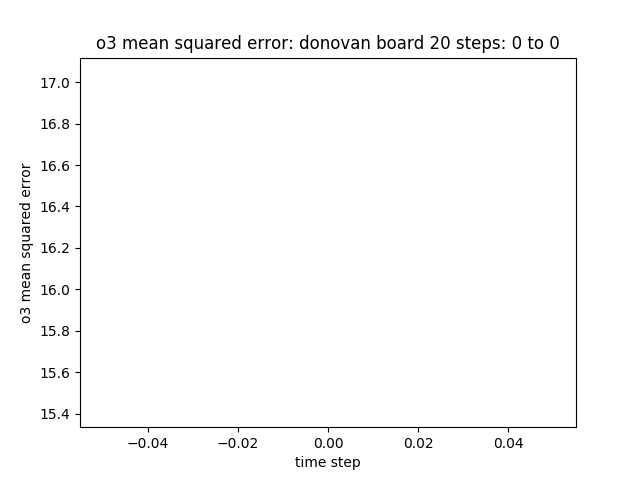 o3 mean squared error: donovan board 20 steps: 0 to 0
17.0
16.8
16.6
16.4
16.2
16.0
15.8
15.6
15.4
o3 mean squared error
−0.04 −0.02 0.00 0.02 0.04
time step